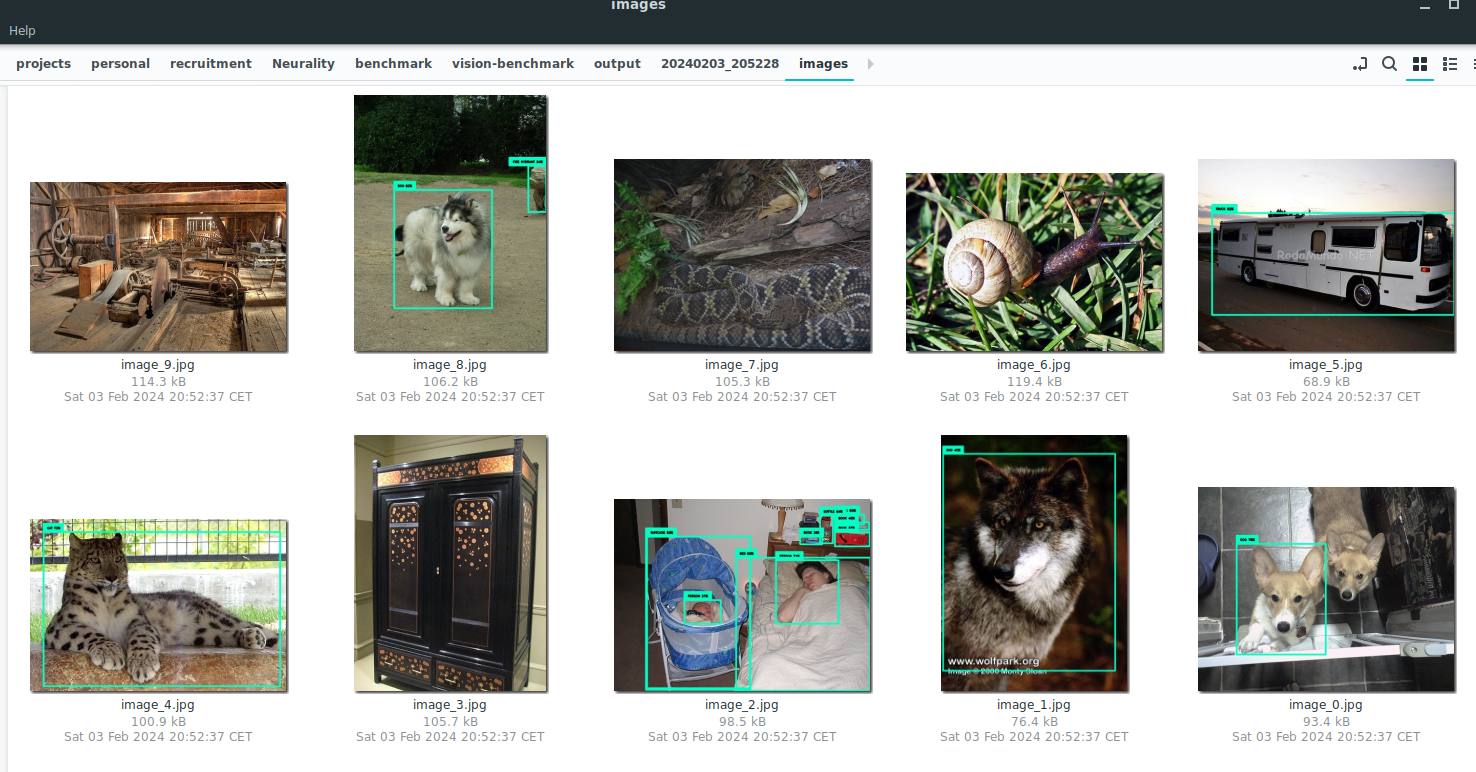 images
Help
projects personal recruitment Neurality benchmark vision-benchmark output 20240203_205228 images
RodaMundo NET
image_9.jpg image_8.jpg image_7.jpg image_6.jpg image_5.jpg
114.3 kB 106.2 kB 105.3 kB 119.4 kB 68.9 kB
Sat 03 Feb 2024 20:52:37 CET Sat 03 Feb 2024 20:52:37 CET Sat 03 Feb 2024 20:52:37 CET Sat 03 Feb 2024 20:52:37 CET Sat 03 Feb 2024 20:52:37 CET
www.wolfpark.org
Image © 2000 Monty Sloan
image_4.jpg image_3.jpg image_2.jpg image_1.jpg image_0.jpg
100.9 kB 105.7 kB 98.5 kB 76.4 kB 93.4 kB
Sat 03 Feb 2024 20:52:37 CET Sat 03 Feb 2024 20:52:37 CET Sat 03 Feb 2024 20:52:37 CET Sat 03 Feb 2024 20:52:37 CET Sat 03 Feb 2024 20:52:37 CET